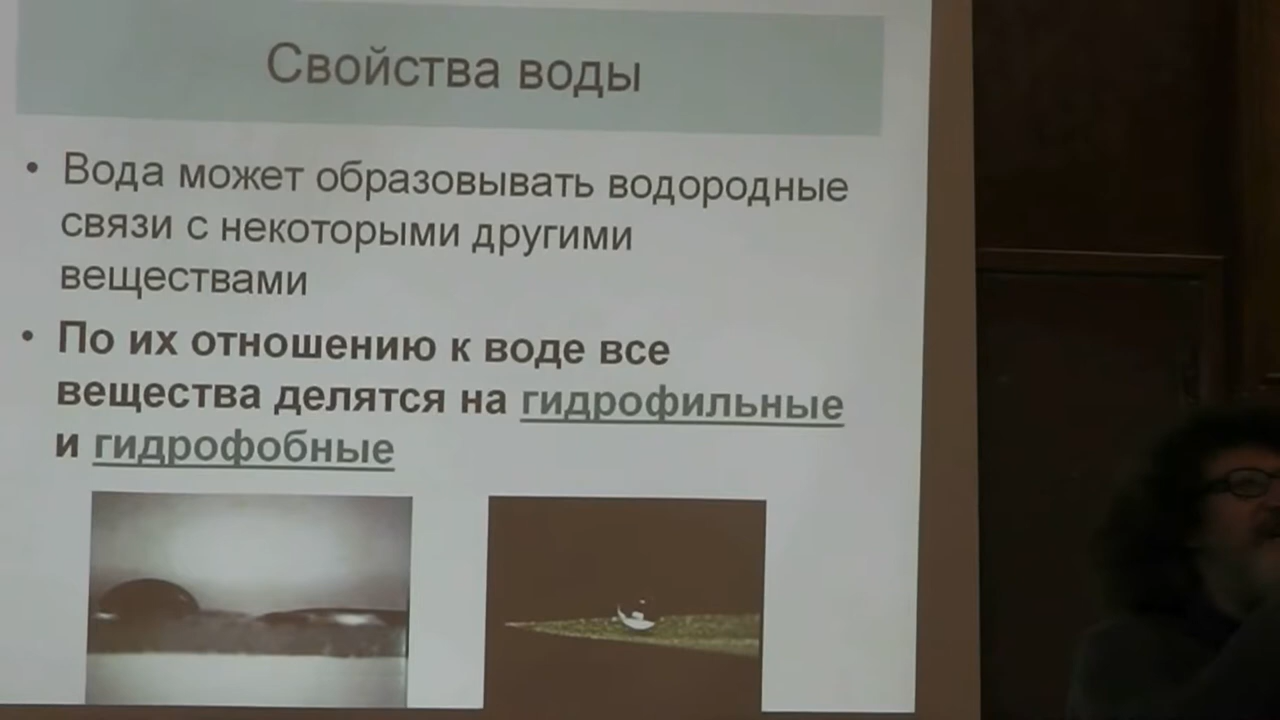 Свойства воды
• Вода может образовывать водородные
связи с некоторыми другими
веществами
• По их отношению к воде все
вещества делятся на гидрофильные
и гидрофобные